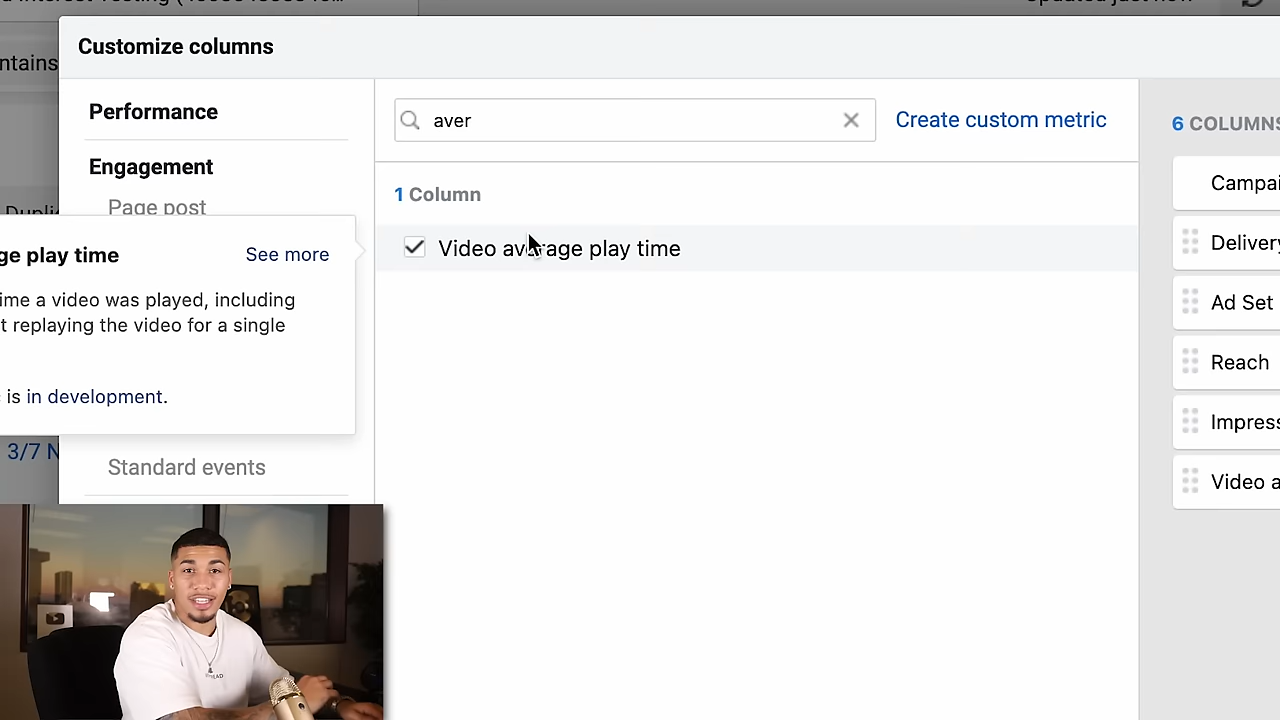 Customize columns
ntains
Performance
Engagement
Page post
ge play time
See more
ime a video was played, including
t replaying the video for a single
is in development.
3/7 N
Standard events
aver
Create custom metric
1 Column
Video average play time
6 COLUMNS
Campai
Delivery
Ad Set
Reach
Impress
Video a